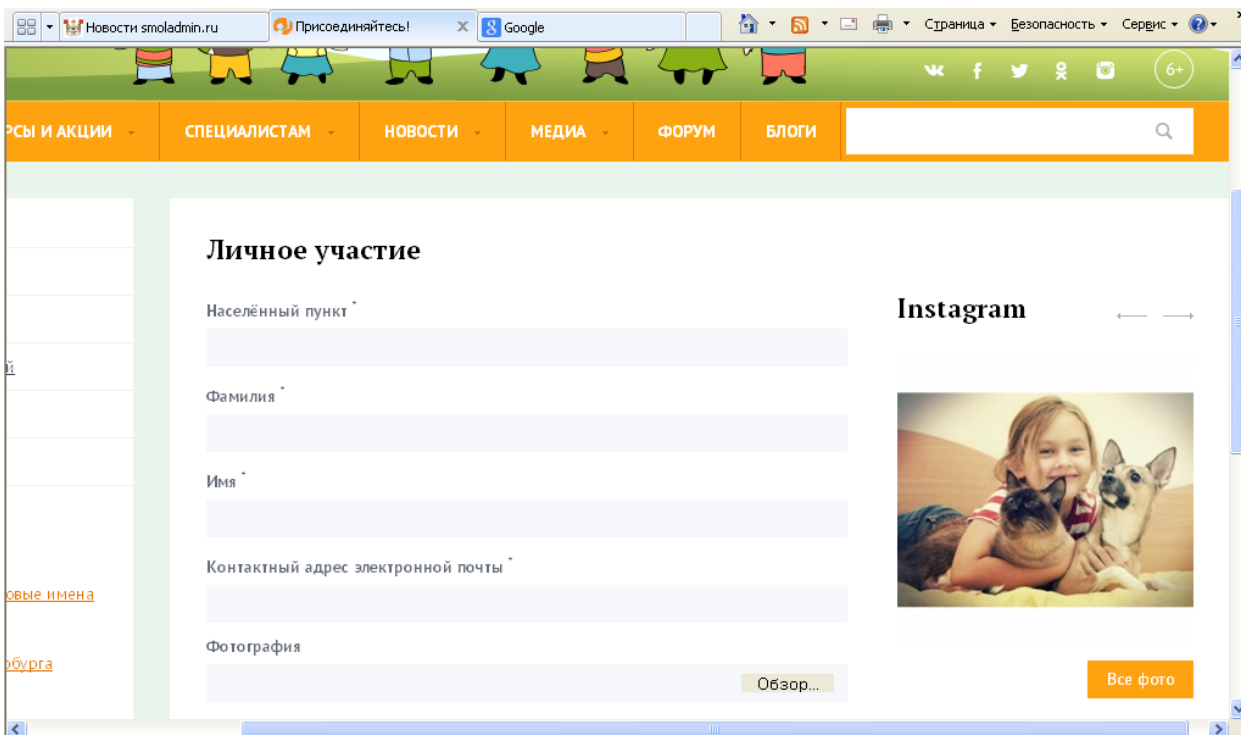 Новости smoladmin.ru Присоединяйтесь! X Google Страница Безопасность Сервис
6+
РСЫ И АКЦИИ СПЕЦИАЛИСТАМ НОВОСТИ МЕДИА ФОРУМ БЛОГИ
Личное участие
Населённый пункт *
Instagram
й
Фамилия *
Имя *
Контактный адрес электронной почты *
овые имена
Фотография
рбурга
Обзор...
Все фото